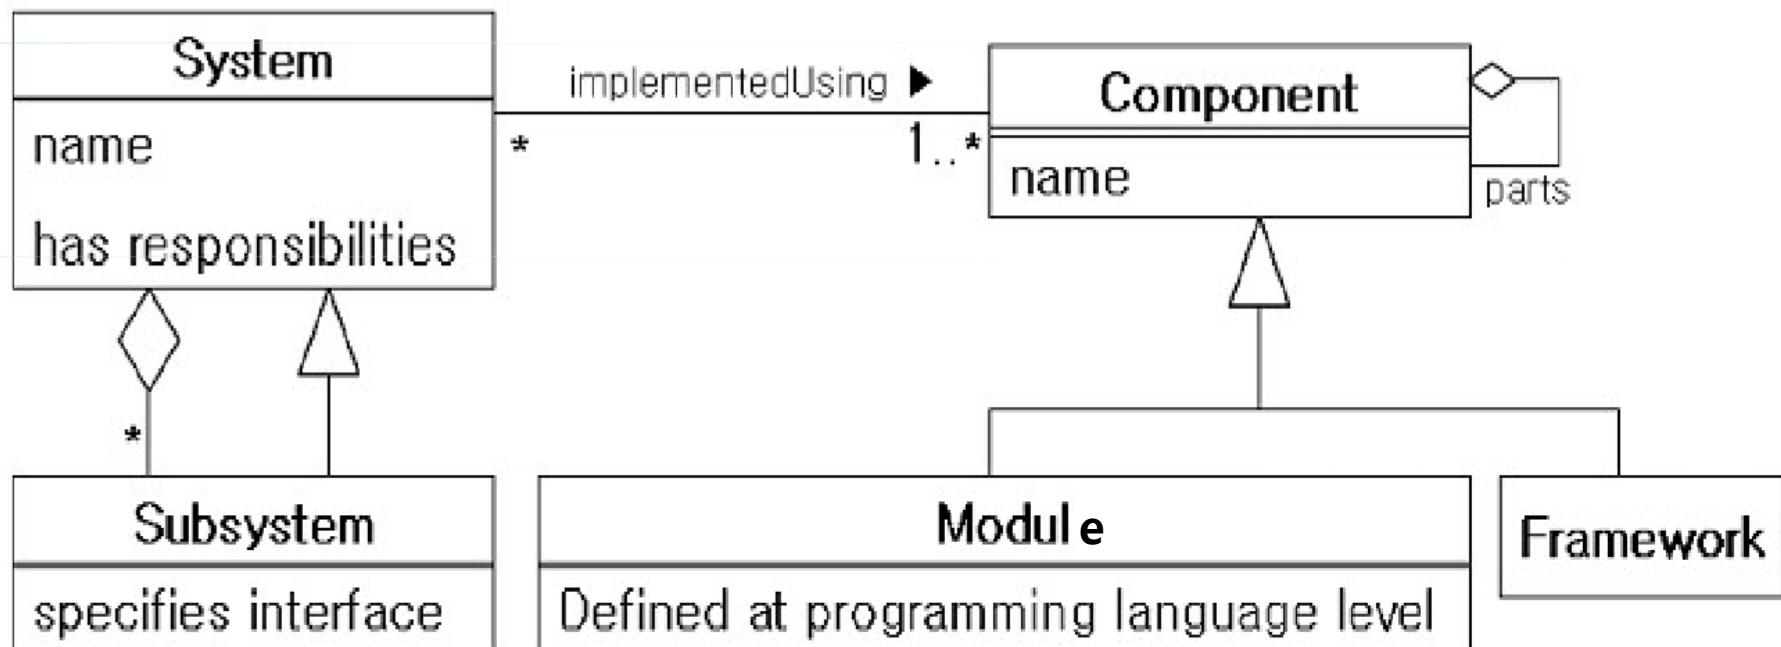 System
name
has responsibilities
implementedUsing ▶
*
1..*
Component
name
parts
*
Subsystem
specifies interface
Module
Defined at programming language level
Framework